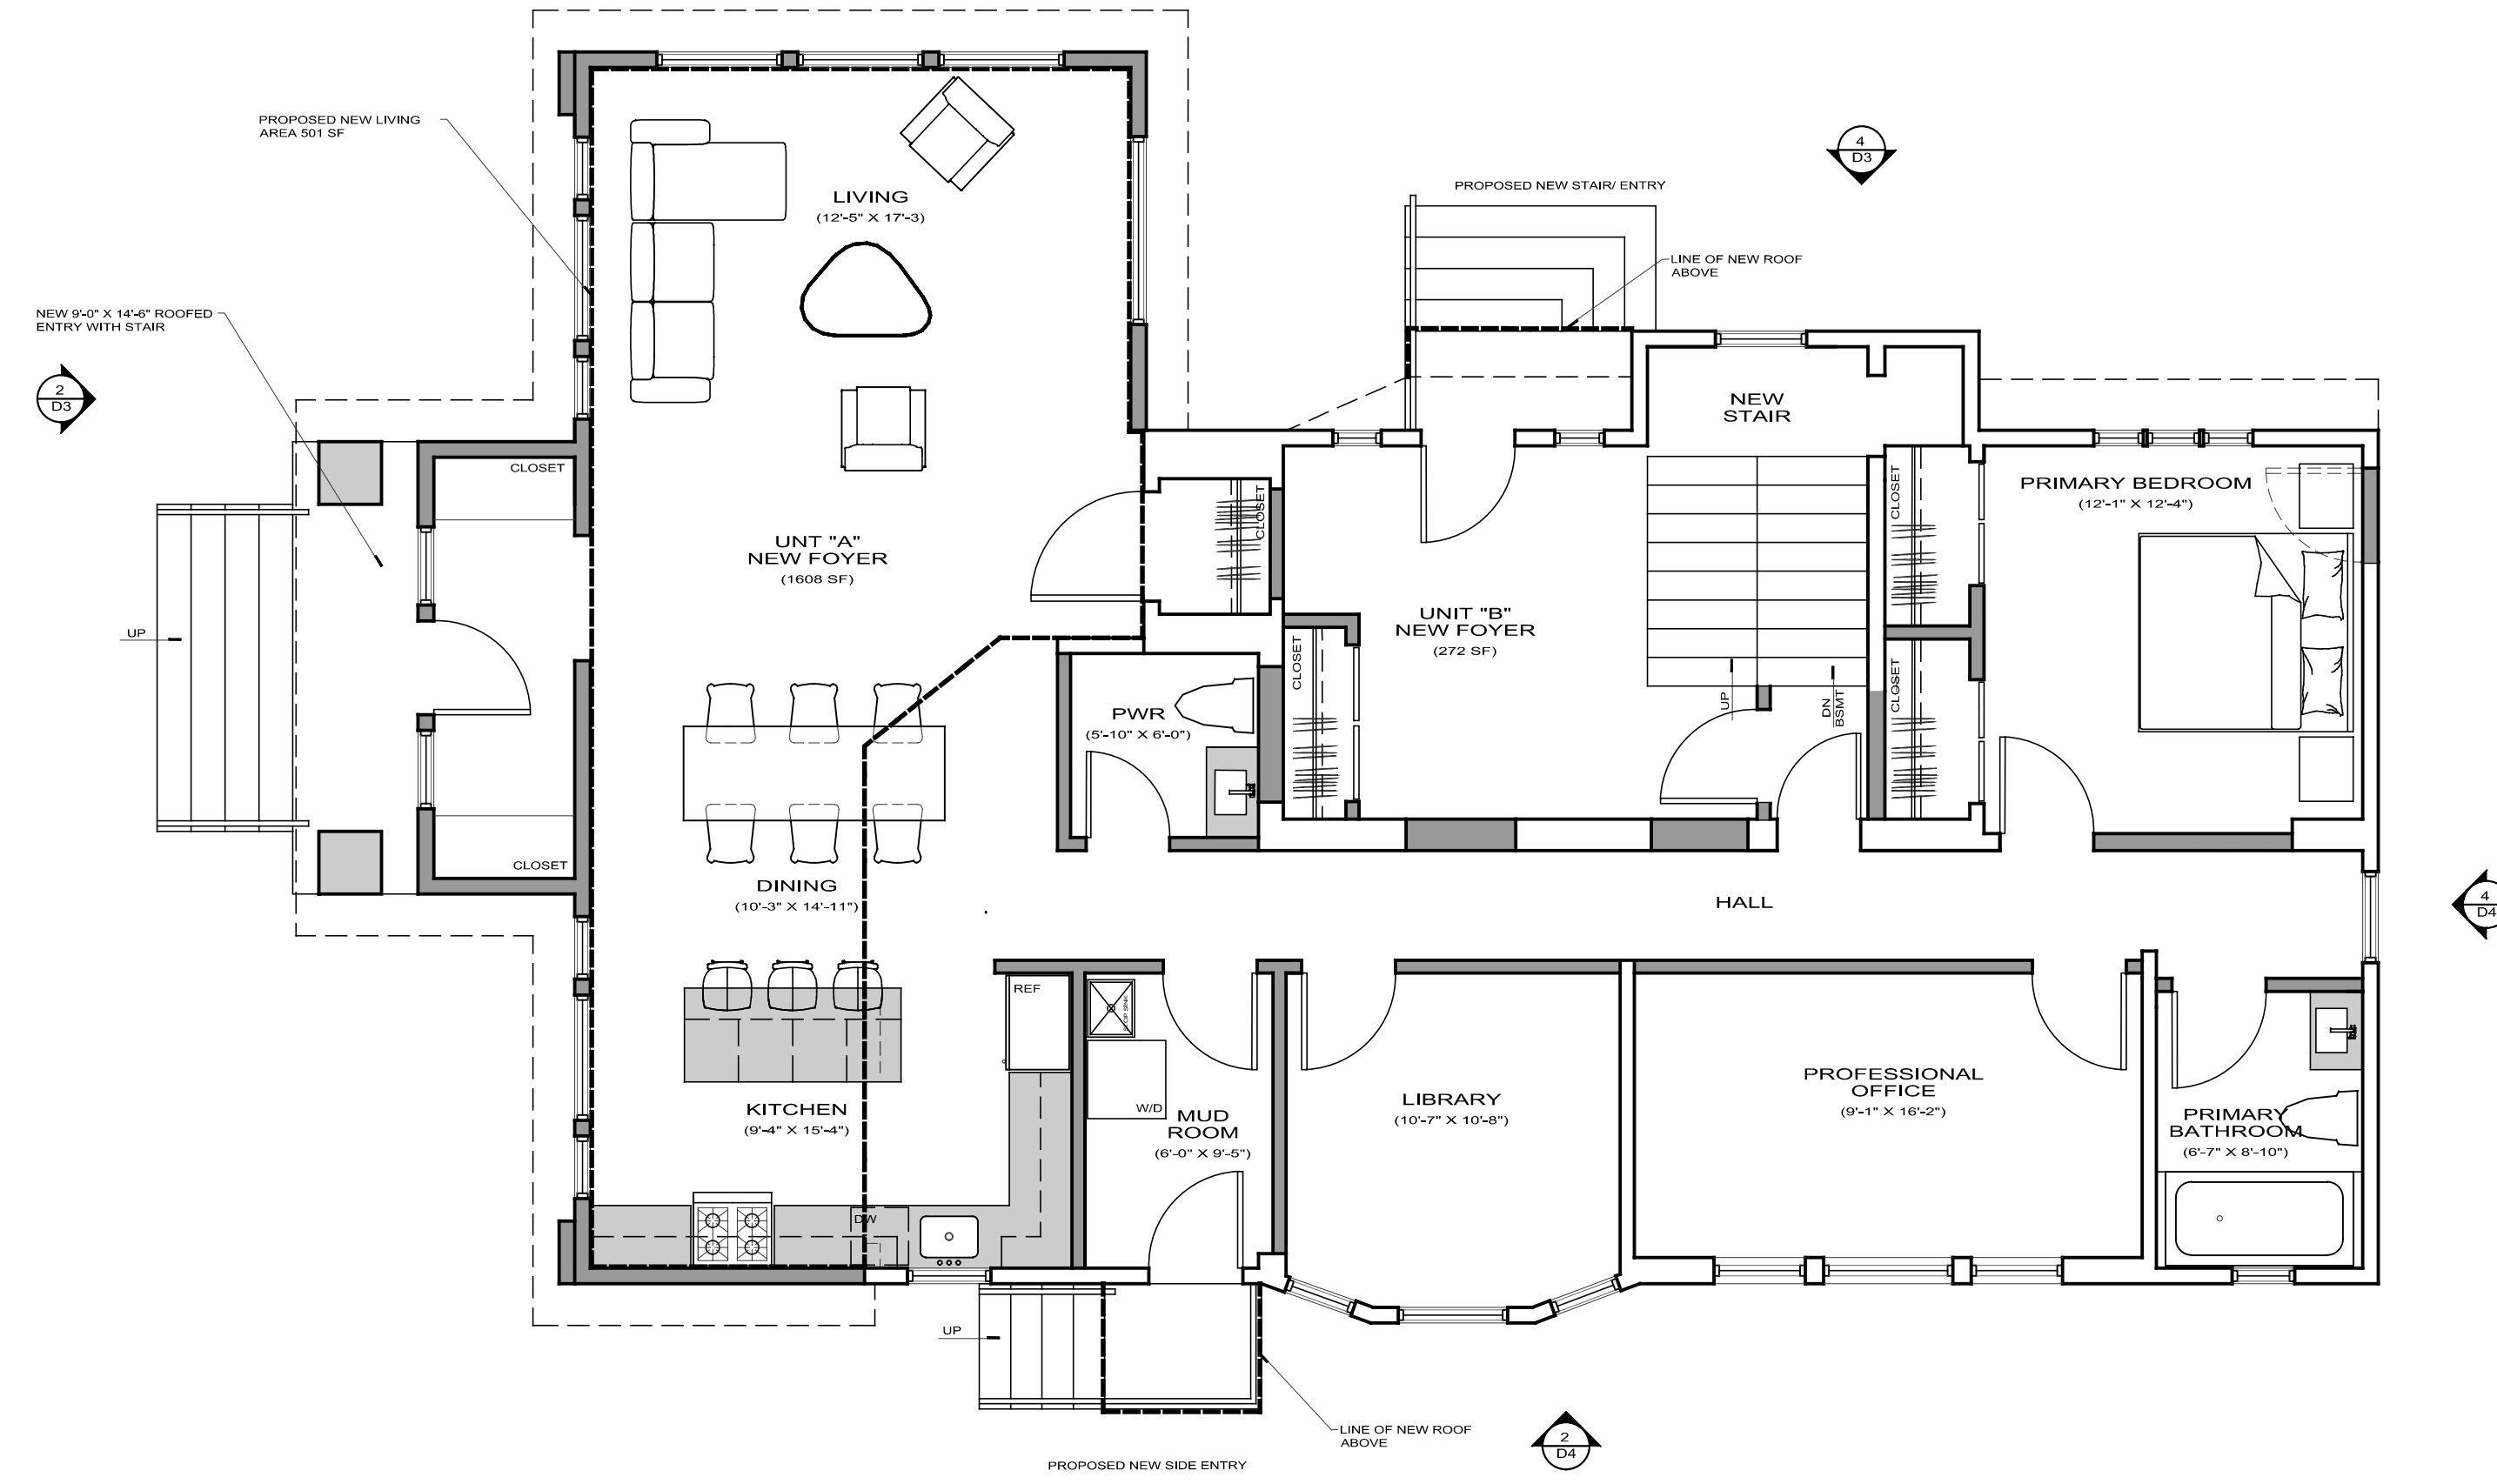 PROPOSED NEW LIVING
AREA 501 SF
4
D3
PROPOSED NEW STAIR/ ENTRY
LIVING
(12'-5" X 17'-3)
LINE OF NEW ROOF
ABOVE
NEW 9'-0" X 14'-6" ROOFED
ENTRY WITH STAIR
2
D3
NEW
STAIR
CLOSET
CLOSET
CLOSET
PRIMARY BEDROOM
(12'-1" X 12'-4")
UNT "A"
NEW FOYER
(1608 SF)
UNIT "B"
NEW FOYER
(272 SF)
UP
CLOSET
CLOSET
UP
DN
BSMT
PWR
(5'-10" X 6'-0")
CLOSET
DINING
(10'-3" X 14'-11")
HALL
4
D4
REF
SLOP SINK
W/D
KITCHEN
(9'-4" X 15'-4")
MUD
ROOM
(6'-0" X 9'-5")
LIBRARY
(10'-7" X 10'-8")
PROFESSIONAL
OFFICE
(9'-1" X 16'-2")
PRIMARY
BATHROOM
(6'-7" X 8'-10")
DW
UP
LINE OF NEW ROOF
ABOVE
2
D4
PROPOSED NEW SIDE ENTRY